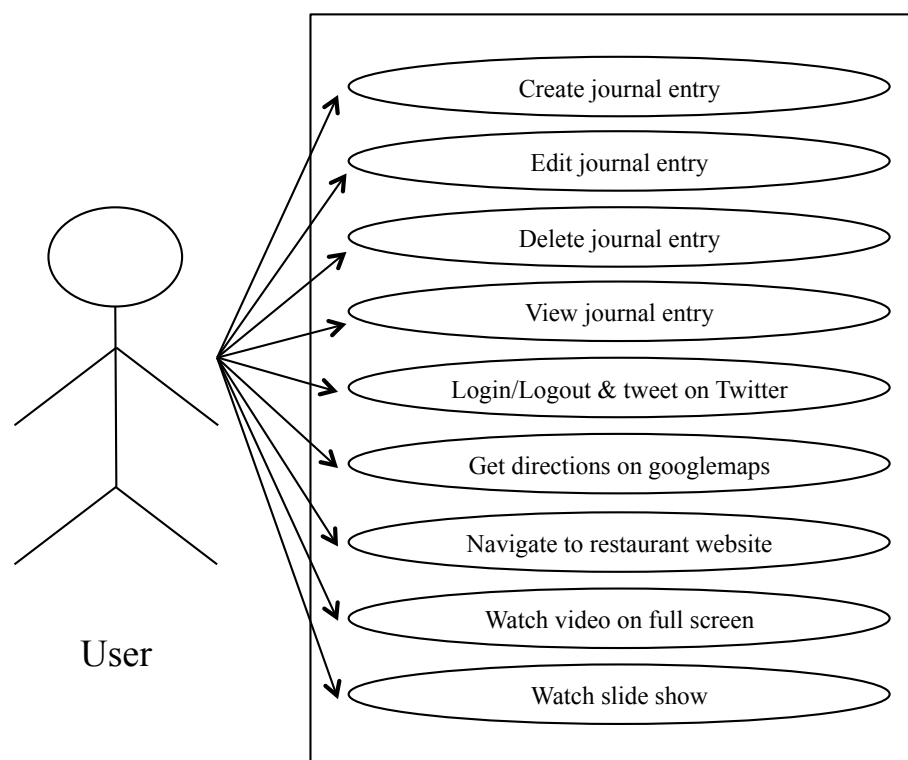 Create journal entry
Edit journal entry
Delete journal entry
View journal entry
Login/Logout & tweet on Twitter
Get directions on googlemaps
Navigate to restaurant website
Watch video on full screen
Watch slide show
User